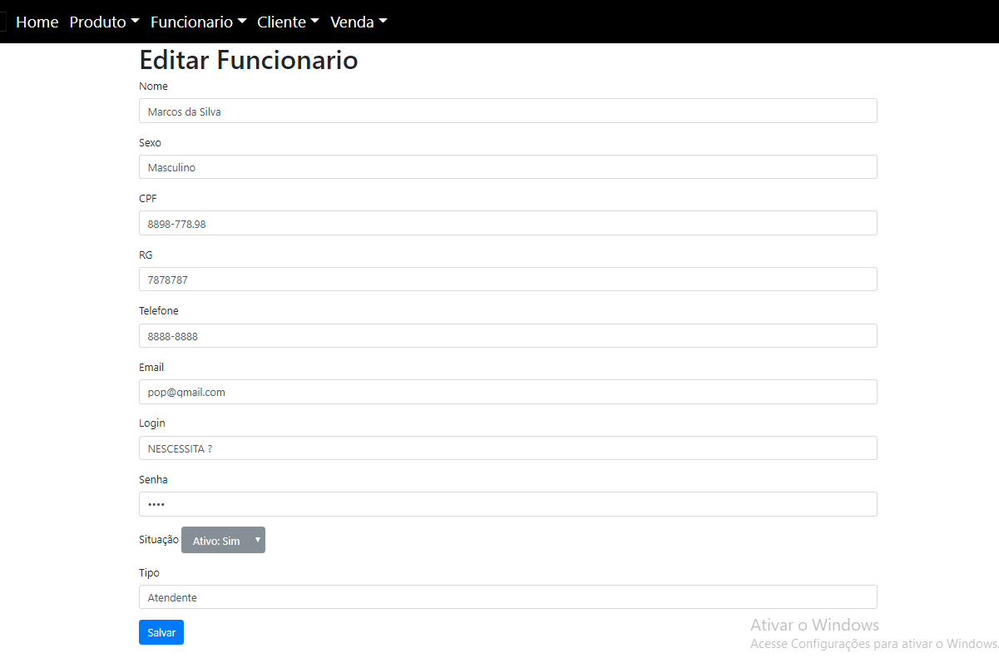 Home Produto Funcionario Cliente Venda
Editar Funcionario
Nome
Marcos da Silva
Sexo
Masculino
CPF
8898-778.98
RG
7878787
Telefone
8888-8888
Email
pop@gmail.com
Login
NESCESSITA ?
Senha
••••
Situação Ativo: Sim
Tipo
Atendente
Salvar
Ativar o Windows
Acesse Configurações para ativar o Windows.